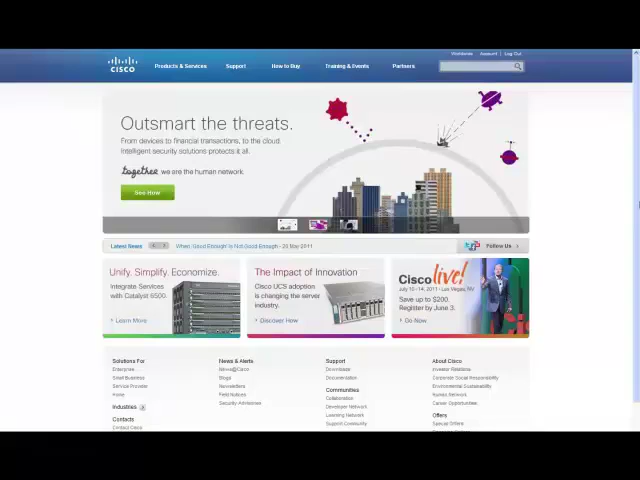 Worldwide Account | Log Out
CISCO
Products & Services Support How to Buy Training & Events Partners
Outsmart the threats.
From devices to financial transactions, to the cloud.
Intelligent security solutions protects it all.
together we are the human network.
See How
Latest News When 'Good Enough' Is Not Good Enough - 23 May 2011 Follow Us
Unify. Simplify. Economize.
Integrate Services
with Catalyst 6500.
Learn More
The Impact of Innovation
Cisco UCS adoption
is changing the server
industry.
Discover How
Cisco live!
July 10-14, 2011 - Las Vegas, NV
Save up to $200.
Register by June 3.
Go Now
Solutions For
Enterprise
Small Business
Service Provider
Home
Industries
Contacts
Contact Cisco
News & Alerts
News@Cisco
Blogs
Newsletters
Field Notices
Security Advisories
Support
Downloads
Documentation
Communities
Collaboration
Developer Network
Learning Network
Support Community
About Cisco
Investor Relations
Corporate Social Responsibility
Environmental Sustainability
Human Network
Career Opportunities
Offers
Special Offers